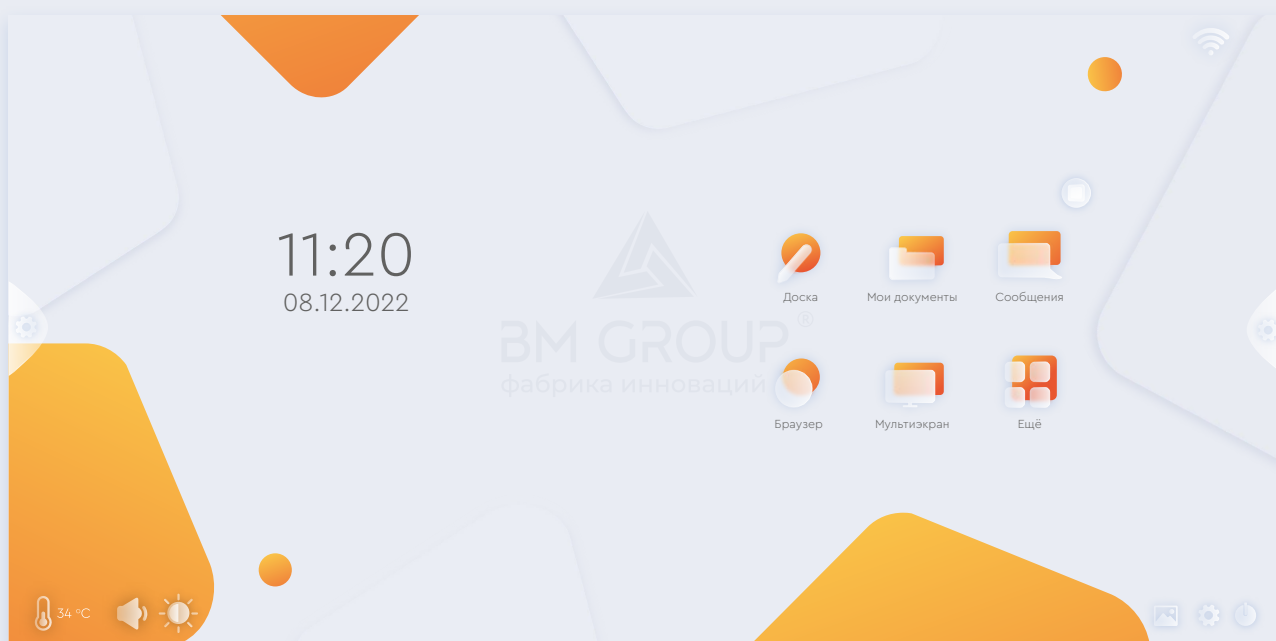 11:20
08.12.2022
BM GROUP®
фабрика инноваций
Доска
Мои документы
Сообщения
Браузер
Мультиэкран
Ещё
34 °C